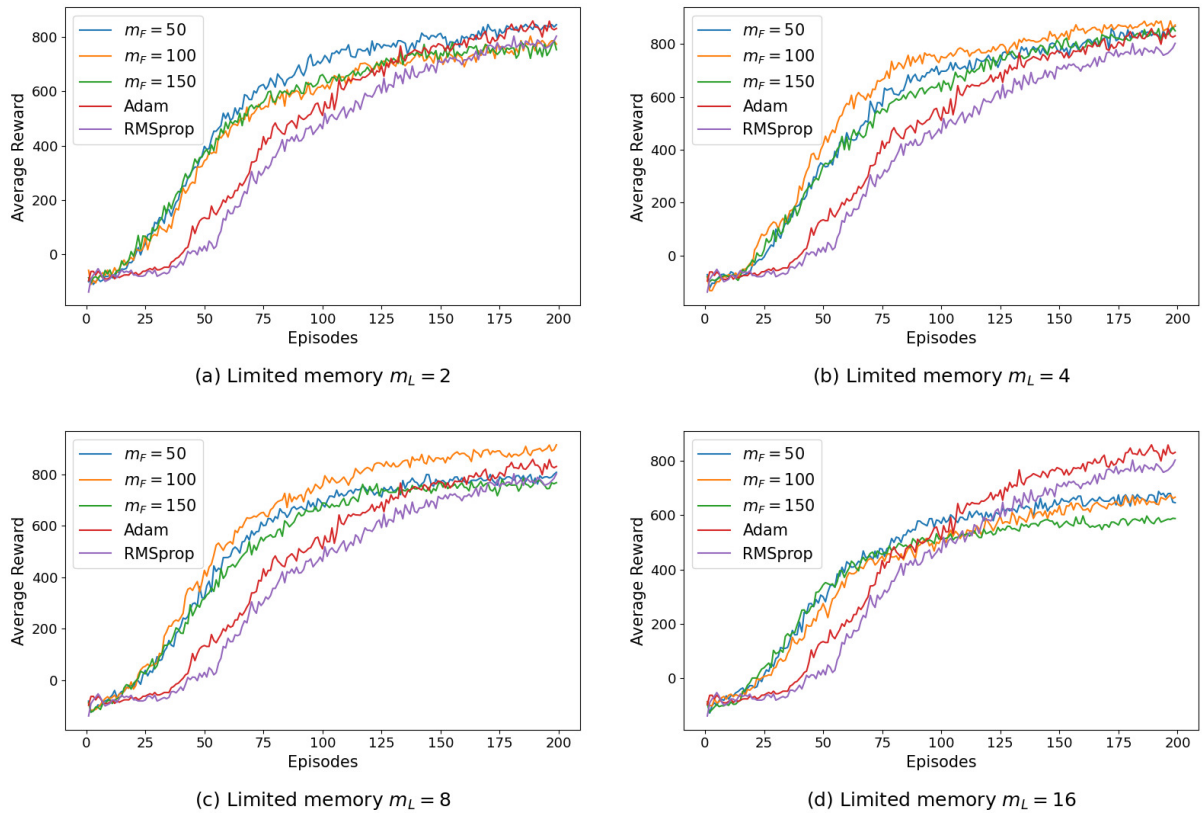 800
600
400
200
0
Average Reward
m_F = 50
m_F = 100
m_F = 150
Adam
RMSprop
0 25 50 75 100 125 150 175 200
Episodes
(a) Limited memory m_L = 2
800
600
400
200
0
Average Reward
m_F = 50
m_F = 100
m_F = 150
Adam
RMSprop
0 25 50 75 100 125 150 175 200
Episodes
(b) Limited memory m_L = 4
800
600
400
200
0
Average Reward
m_F = 50
m_F = 100
m_F = 150
Adam
RMSprop
0 25 50 75 100 125 150 175 200
Episodes
(c) Limited memory m_L = 8
800
600
400
200
0
Average Reward
m_F = 50
m_F = 100
m_F = 150
Adam
RMSprop
0 25 50 75 100 125 150 175 200
Episodes
(d) Limited memory m_L = 16